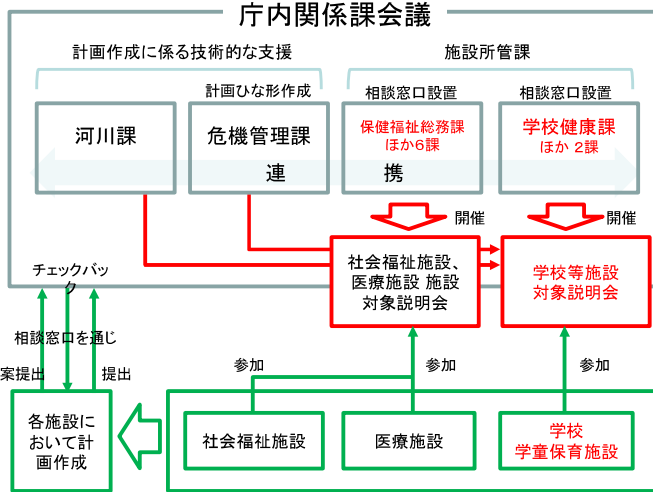 庁内関係課会議
計画作成に係る技術的な支援
施設所管課
計画ひな形作成
相談窓口設置
相談窓口設置
河川課
危機管理課
保健福祉総務課
ほか6課
学校健康課
ほか 2課
連
携
開催
開催
社会福祉施設、
医療施設 施設
対象説明会
学校等施設
対象説明会
チェックバッ
ク
相談窓口を通じ
案提出
提出
参加
参加
参加
各施設に
おいて計
画作成
社会福祉施設
医療施設
学校
学童保育施設